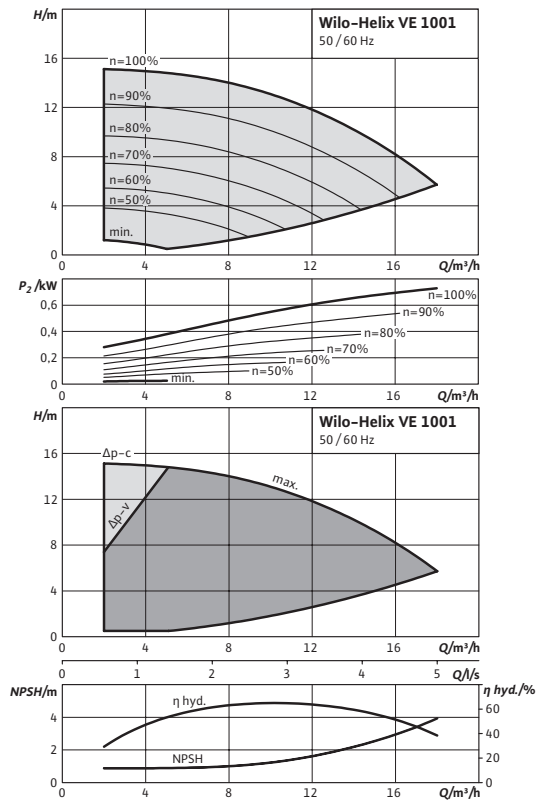 H/m
Wilo-Helix VE 1001
50 / 60 Hz
16
n=100%
12
n=90%
n=80%
8
n=70%
n=60%
4
n=50%
min.
0
0 4 8 12 16 Q/m³/h
P₂ /kW
0,6
n=100%
n=90%
0,4
n=80%
n=70%
0,2
n=60%
n=50%
min.
0
0 4 8 12 16 Q/m³/h
H/m
Wilo-Helix VE 1001
50 / 60 Hz
16
Δp-c
max.
12
Δp-v
8
4
0
0 4 8 12 16 Q/m³/h
0 1 2 3 4 5 Q/l/s
NPSH/m
η hyd./%
η hyd.
60
4
40
NPSH
2
20
0
0
0 4 8 12 16 Q/m³/h